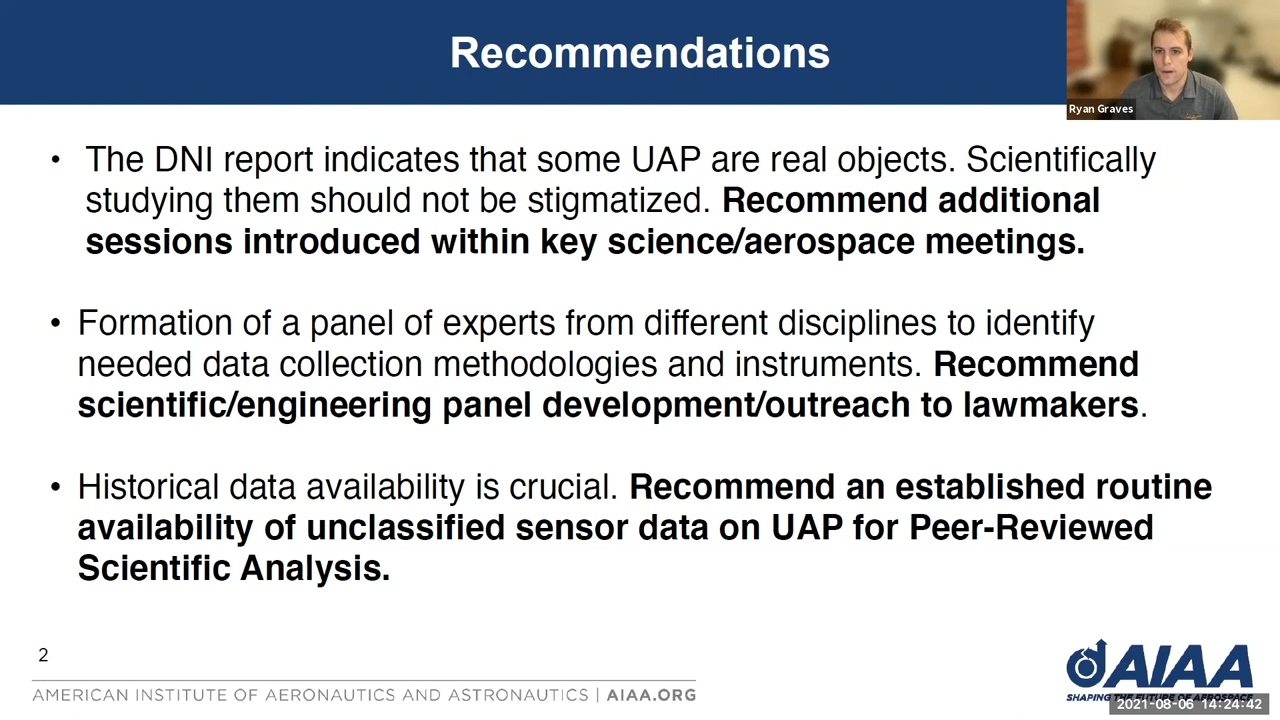 Recommendations
Ryan Graves
• The DNI report indicates that some UAP are real objects. Scientifically
studying them should not be stigmatized. Recommend additional
sessions introduced within key science/aerospace meetings.
• Formation of a panel of experts from different disciplines to identify
needed data collection methodologies and instruments. Recommend
scientific/engineering panel development/outreach to lawmakers.
• Historical data availability is crucial. Recommend an established routine
availability of unclassified sensor data on UAP for Peer-Reviewed
Scientific Analysis.
2
AMERICAN INSTITUTE OF AERONAUTICS AND ASTRONAUTICS | AIAA.ORG
AIAA
SHAPING THE FUTURE OF AEROSPACE
2021-08-06 14:24:42